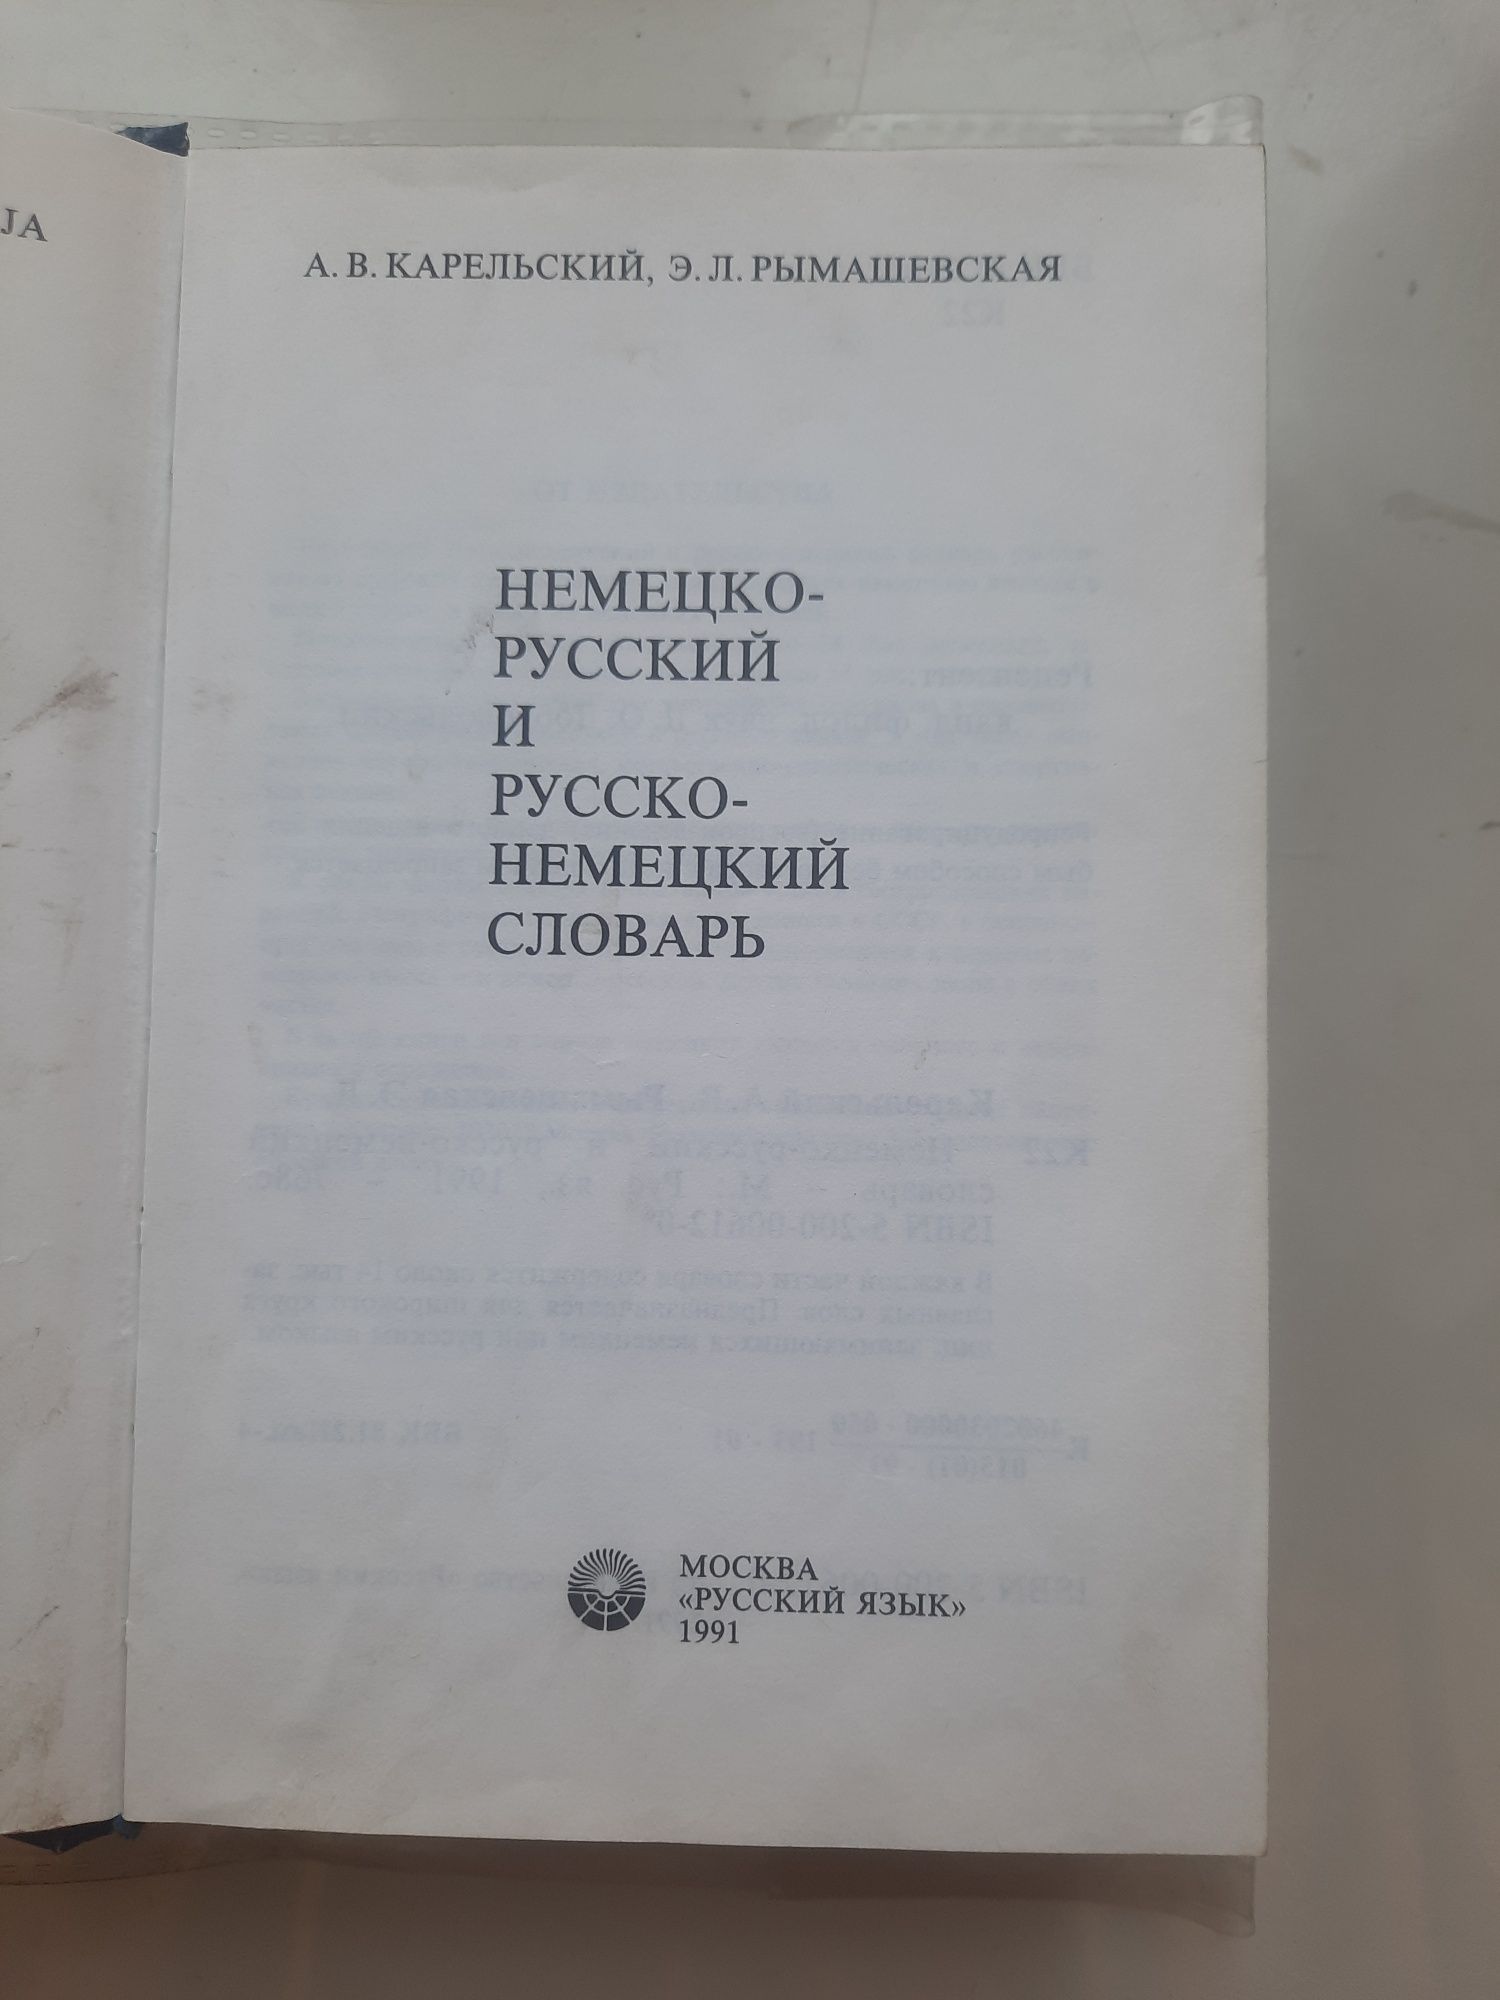 JA
А. В. КАРЕЛЬСКИЙ, Э. Л. РЫМАШЕВСКАЯ
НЕМЕЦКО-
РУССКИЙ
И
РУССКО-
НЕМЕЦКИЙ
СЛОВАРЬ
МОСКВА
«РУССКИЙ ЯЗЫК»
1991